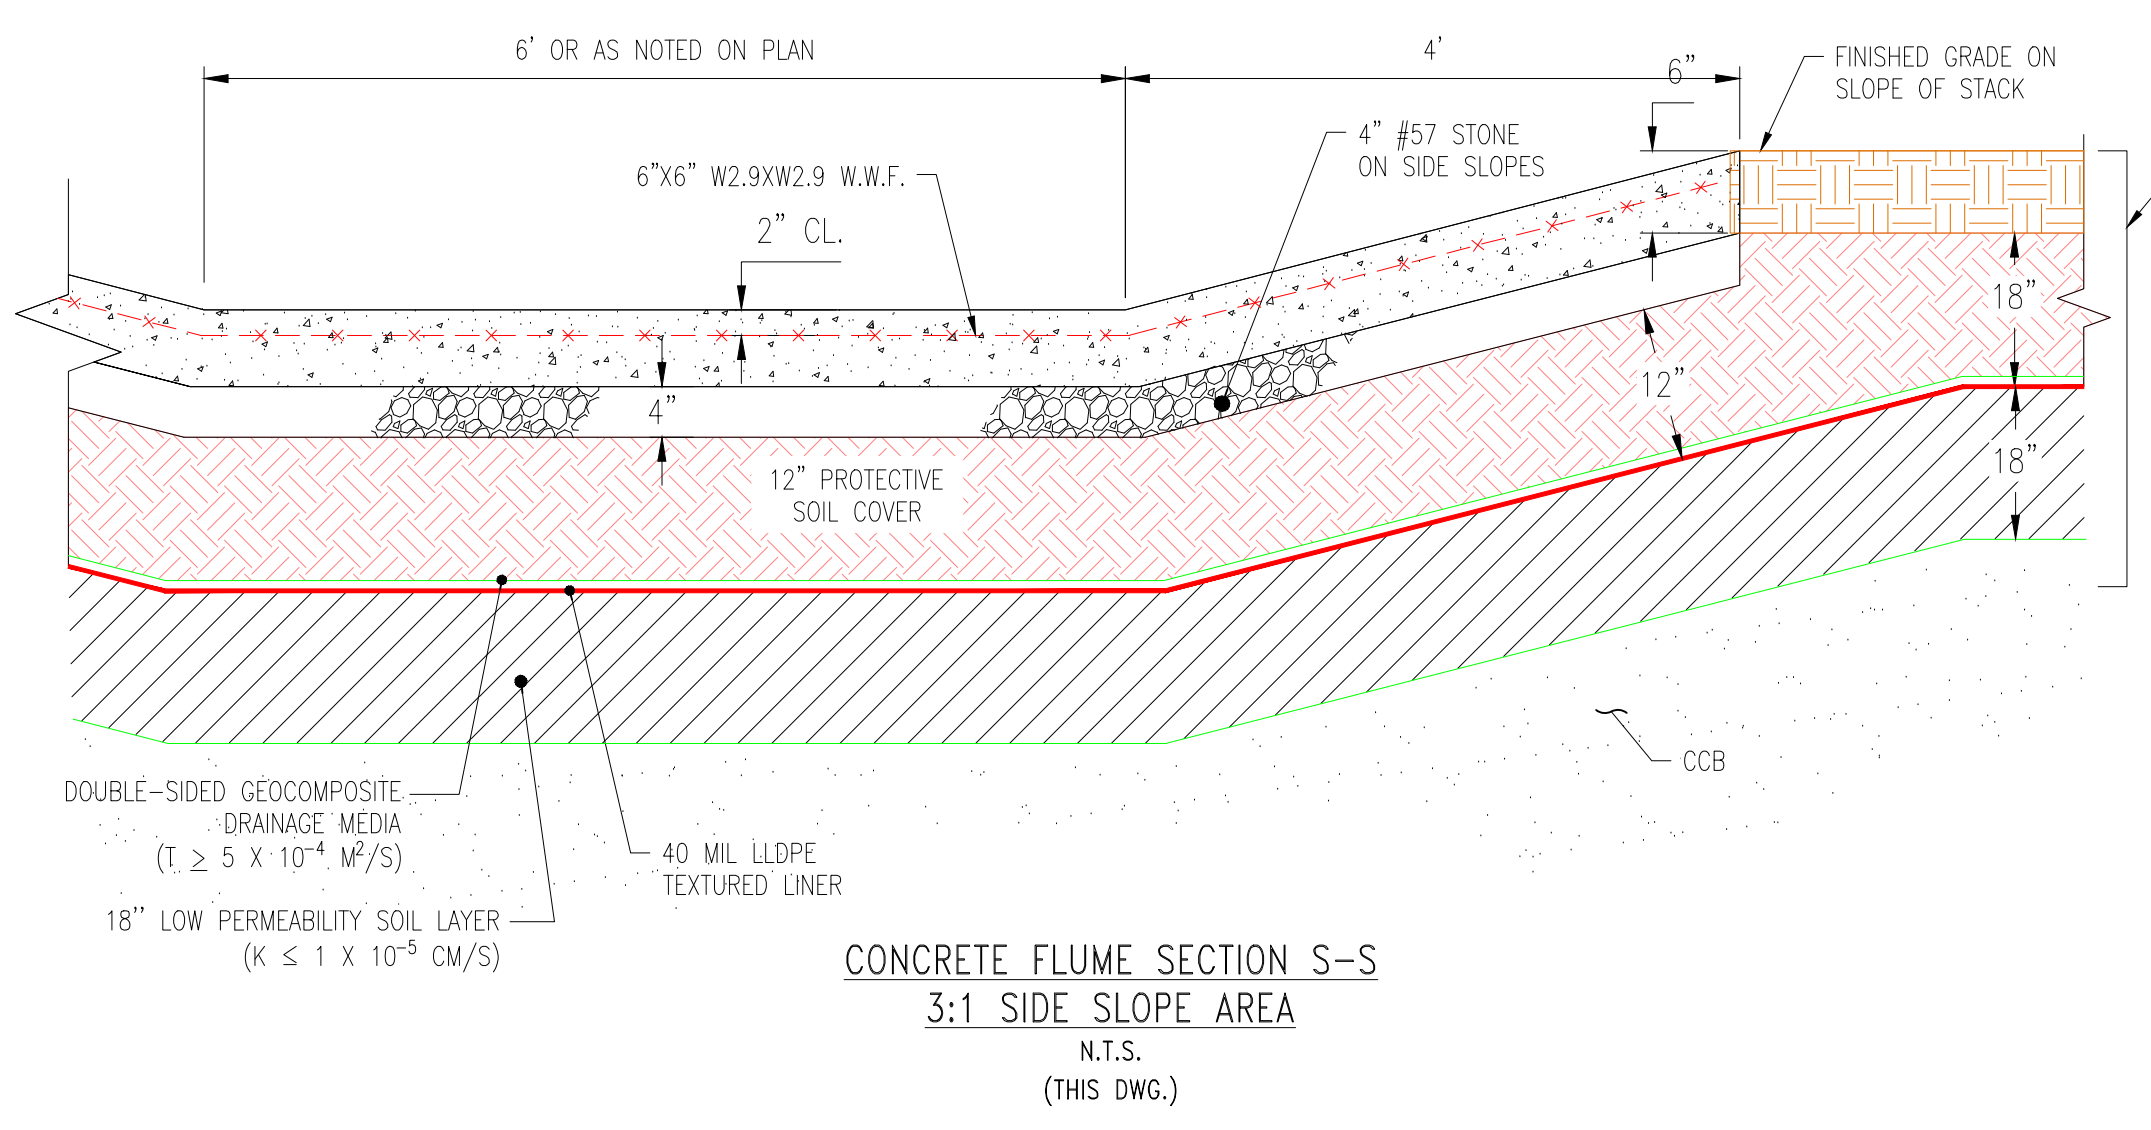 6' OR AS NOTED ON PLAN
4'
6"
FINISHED GRADE ON
SLOPE OF STACK
4" #57 STONE
ON SIDE SLOPES
6"X6" W2.9XW2.9 W.W.F.
2" CL.
18"
12"
4"
18"
12" PROTECTIVE
SOIL COVER
CCB
DOUBLE-SIDED GEOCOMPOSITE
DRAINAGE MEDIA
(T ≥ 5 X 10⁻⁴ M²/S)
40 MIL LLDPE
TEXTURED LINER
18" LOW PERMEABILITY SOIL LAYER
(K ≤ 1 X 10⁻⁵ CM/S)
CONCRETE FLUME SECTION S-S
3:1 SIDE SLOPE AREA
N.T.S.
(THIS DWG.)